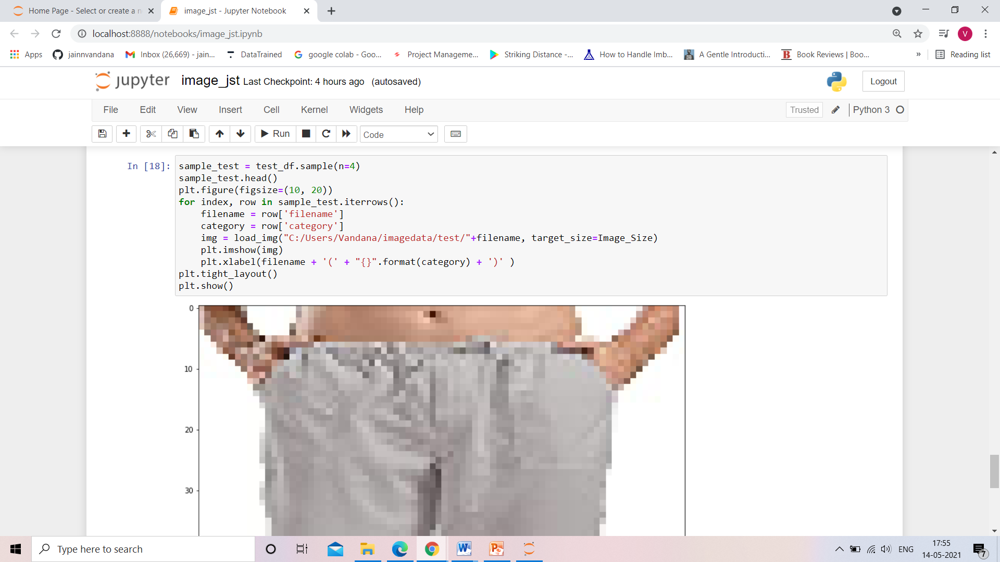 Home Page - Select or create a n
image_jst - Jupyter Notebook
localhost:8888/notebooks/image_jst.ipynb
V
Apps
jainnvandana
Inbox (26,669) - jain...
DataTrained
google colab - Goo...
Project Manageme...
Striking Distance -...
How to Handle Imb...
A Gentle Introducti...
B
Book Reviews | Boo...
»
Reading list
jupyter
image_jst Last Checkpoint: 4 hours ago (autosaved)
Logout
File Edit View Insert Cell Kernel Widgets Help
Trusted
Python 3
Run
Code
In [18]:
sample_test = test_df.sample(n=4)
sample_test.head()
plt.figure(figsize=(10, 20))
for index, row in sample_test.iterrows():
    filename = row['filename']
    category = row['category']
    img = load_img("C:/Users/Vandana/imagedata/test/"+filename, target_size=Image_Size)
    plt.imshow(img)
    plt.xlabel(filename + '(' + "{}".format(category) + ')' )
plt.tight_layout()
plt.show()
0
10
20
30
Type here to search
ENG
17:55
14-05-2021
7